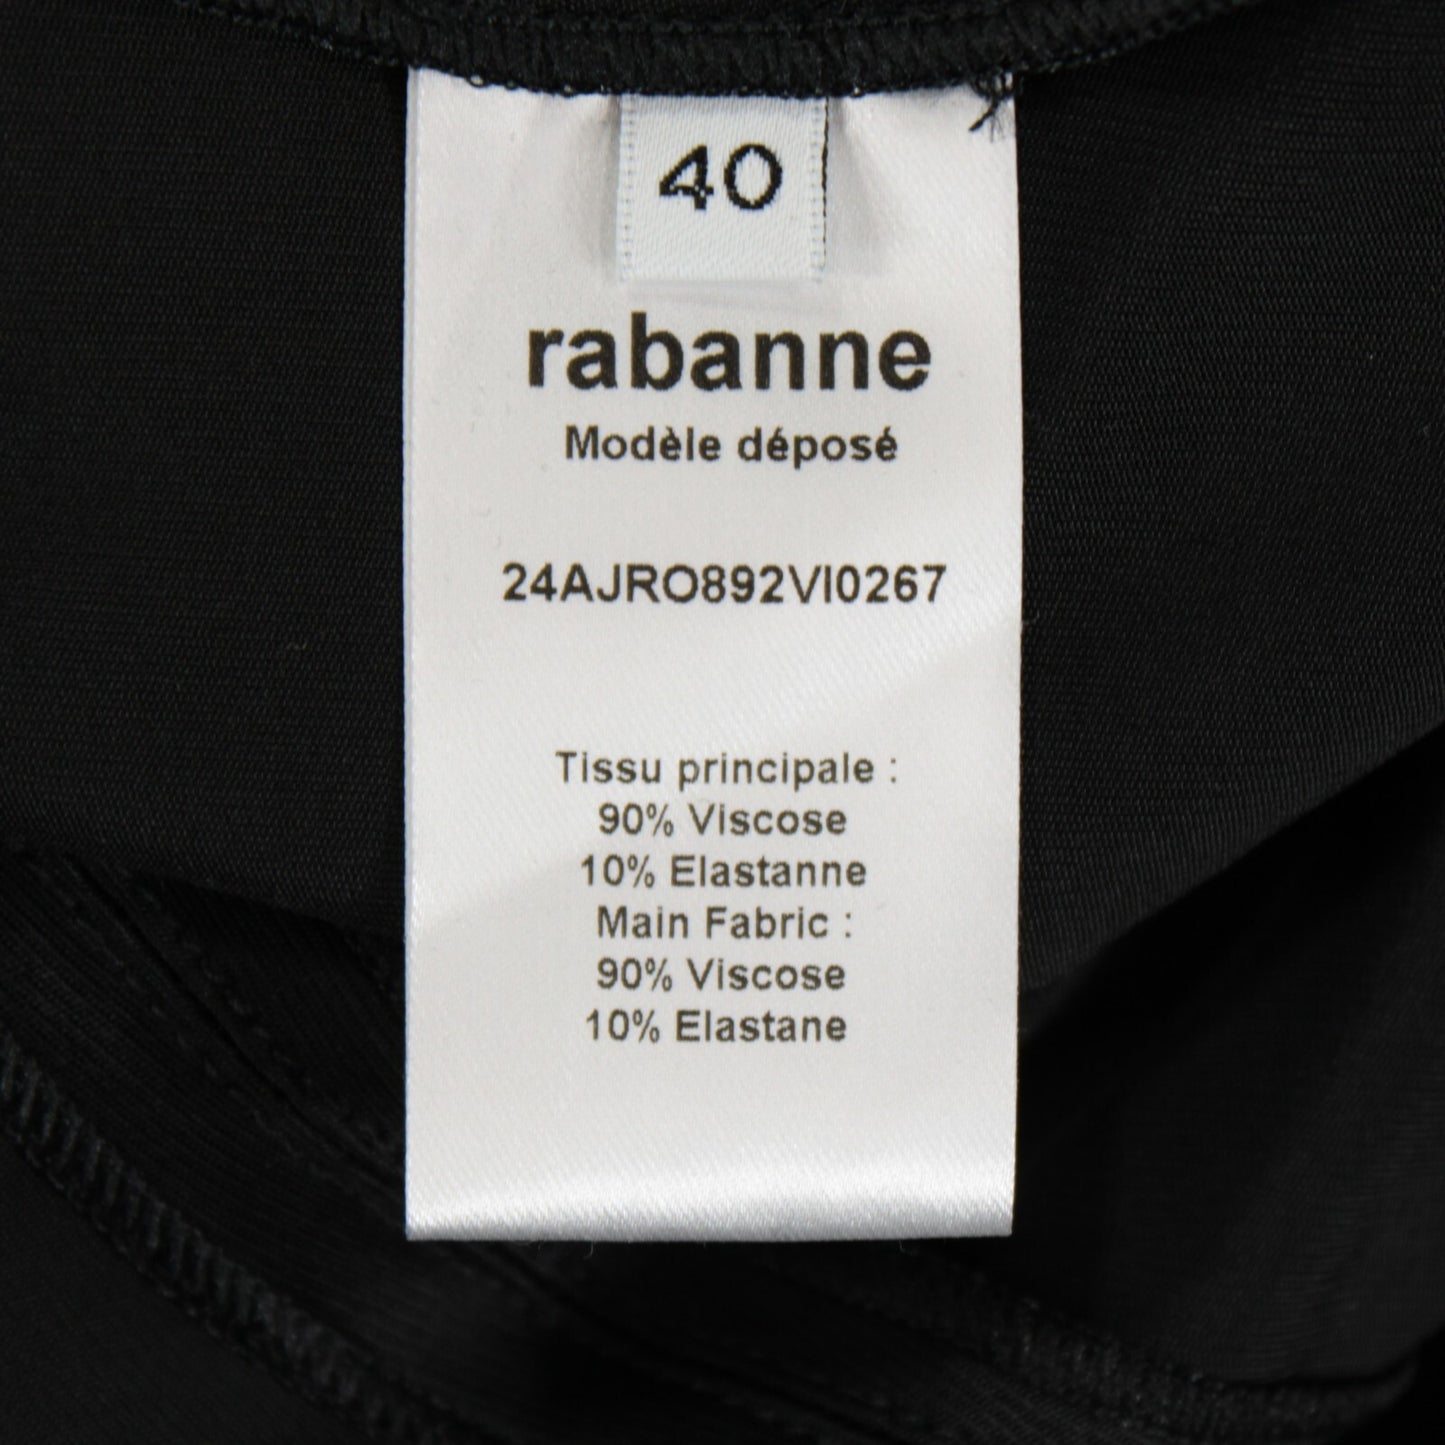 40
rabanne
Modèle déposé
24AJRO892VI0267
Tissu principale :
90% Viscose
10% Elastanne
Main Fabric :
90% Viscose
10% Elastane